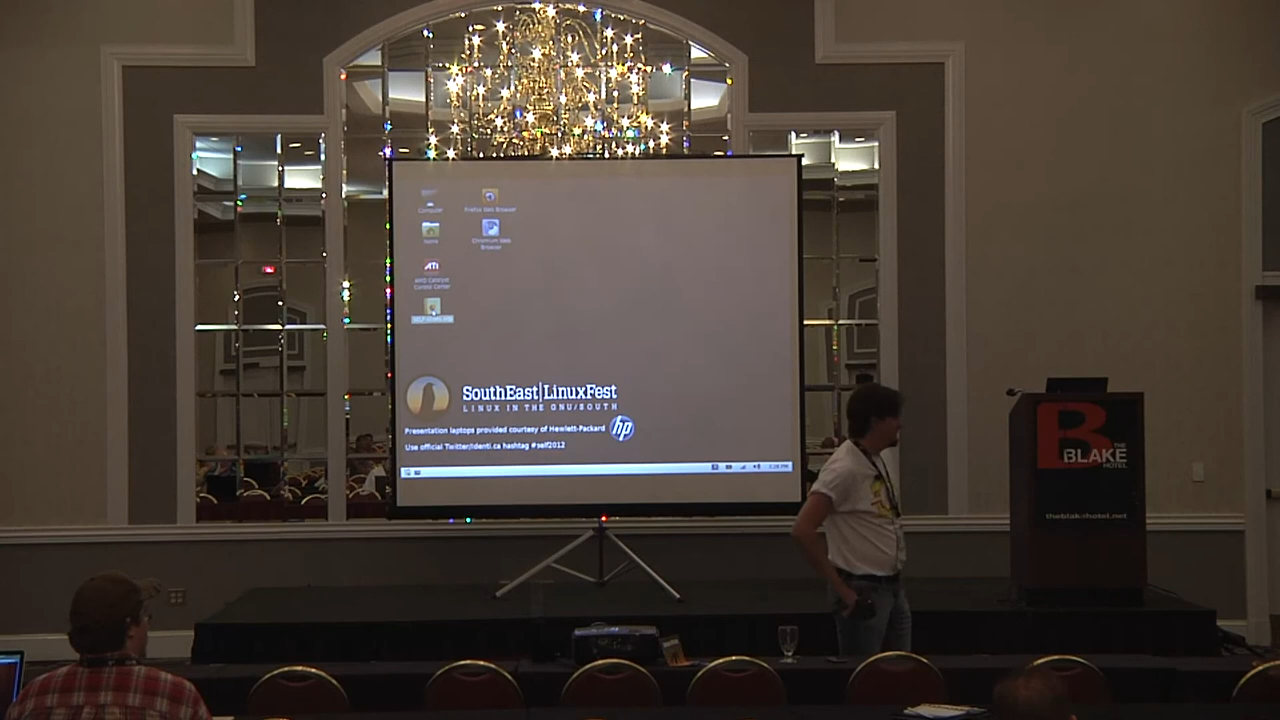 Computer
Firefox Web Browser
Home
Chromium Web
Browser
ATI
AMD Catalyst
Control Center
SouthEast|LinuxFest
LINUX IN THE GNU/SOUTH
Presentation laptops provided courtesy of Hewlett-Packard
hp
Use official Twitter/Identi.ca hashtag #self2012
B
THE
BLAKE
HOTEL
theblakehotel.net